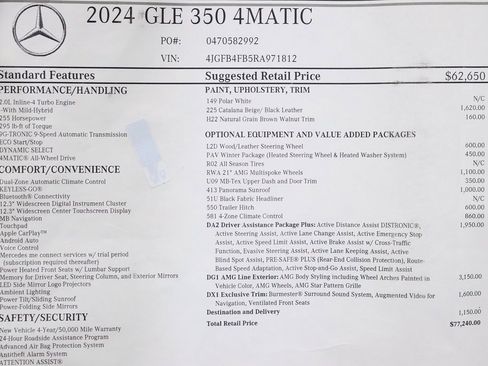 2024 GLE 350 4MATIC
PO#: 0470582992
VIN: 4JGFB4FB5RA971812
Standard Features
PERFORMANCE/HANDLING
2.0L Inline-4 Turbo Engine
-With Mild-Hybrid
255 Horsepower
295 lb-ft of Torque
9G-TRONIC 9-Speed Automatic Transmission
ECO Start/Stop
DYNAMIC SELECT
4MATIC® All-Wheel Drive
COMFORT/CONVENIENCE
Dual-Zone Automatic Climate Control
KEYLESS-GO®
Bluetooth® Connectivity
12.3" Widescreen Digital Instrument Cluster
12.3" Widescreen Center Touchscreen Display
MB Navigation
Touchpad
Apple CarPlay™
Android Auto
Voice Control
Mercedes me connect services w/ trial period
(subscription required thereafter)
Power Heated Front Seats w/ Lumbar Support
Memory for Driver Seat, Steering Column, and Exterior Mirrors
LED Side Mirror Logo Projectors
Ambient Lighting
Power Tilt/Sliding Sunroof
Power-Folding Side Mirrors
SAFETY/SECURITY
New Vehicle 4-Year/50,000 Mile Warranty
24-Hour Roadside Assistance Program
Advanced Air Bag Protection System
Antitheft Alarm System
ATTENTION ASSIST®
Suggested Retail Price $62,650
PAINT, UPHOLSTERY, TRIM
149 Polar White N/C
225 Catalana Beige/ Black Leather 1,620.00
H22 Natural Grain Brown Walnut Trim 160.00
OPTIONAL EQUIPMENT AND VALUE ADDED PACKAGES
L2D Wood/Leather Steering Wheel 600.00
PAV Winter Package (Heated Steering Wheel & Heated Washer System) 450.00
R02 All Season Tires N/C
RWA 21" AMG Multispoke Wheels 1,100.00
U09 MB-Tex Upper Dash and Door Trim 350.00
413 Panorama Sunroof 1,000.00
51U Black Fabric Headliner N/C
550 Trailer Hitch 600.00
581 4-Zone Climate Control 860.00
DA2 Driver Assistance Package Plus: Active Distance Assist DISTRONIC®, 1,950.00
Active Steering Assist, Active Lane Change Assist, Active Emergency Stop
Assist, Active Speed Limit Assist, Active Brake Assist w/ Cross-Traffic
Function, Evasive Steering Assist, Active Lane Keeping Assist, Active
Blind Spot Assist, PRE-SAFE® PLUS (Rear-End Collision Protection), Route-
Based Speed Adaptation, Active Stop-and-Go Assist, Speed Limit Assist
DG1 AMG Line Exterior: AMG Body Styling including Wheel Arches Painted in 3,150.00
Vehicle Color, AMG Wheels, AMG Star Pattern Grille
DX1 Exclusive Trim: Burmester® Surround Sound System, Augmented Video for 1,600.00
Navigation, Ventilated Front Seats
Destination and Delivery 1,150.00
Total Retail Price $77,240.00